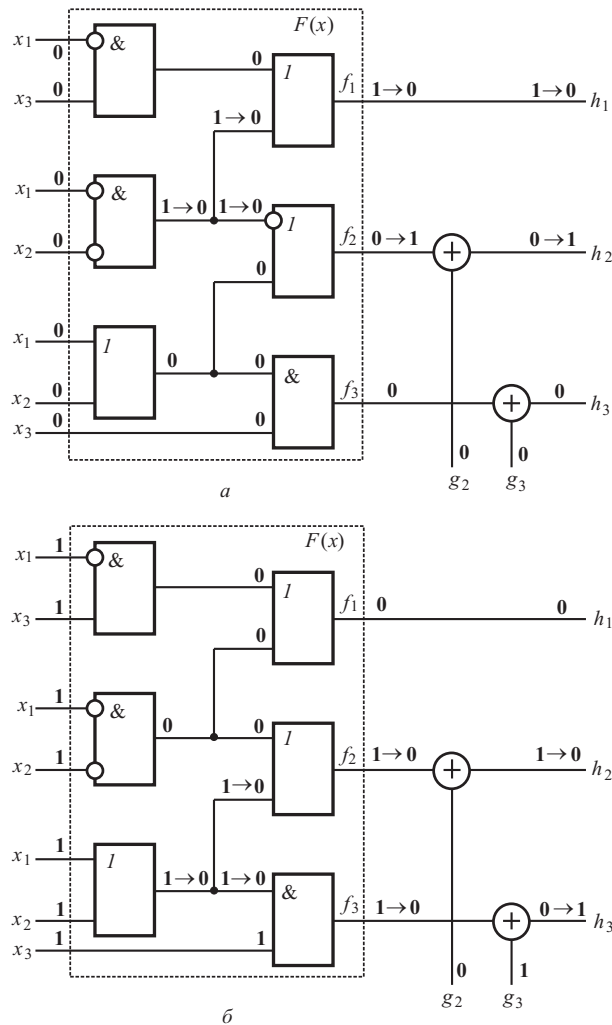 F(x)
x1 0 & 0 1 f1 1→0 1→0 h1
x3 0
1→0
x1 0 & 1→0 1→0 1 f2 0→1 0→1 h2
x2 0
0
x1 0 1 0 0 & f3 0 0 h3
x2 0
x3 0 0
0 0
g2 g3
а
F(x)
x1 1 & 0 1 f1 0 0 h1
x3 1
0
x1 1 & 0 0 1 f2 1→0 1→0 h2
x2 1
1→0
x1 1 1 1→0 1→0 & f3 1→0 0→1 h3
x2 1
x3 1 1
0 1
g2 g3
б